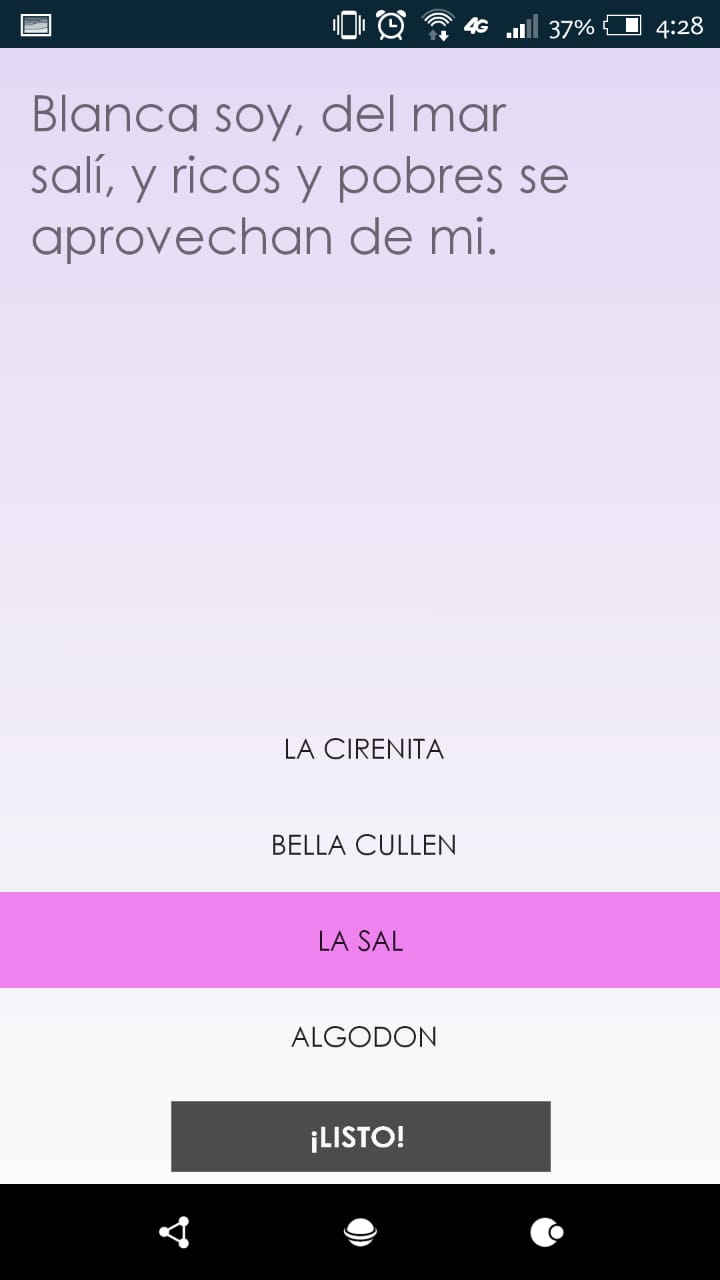 4G 37% 4:28
Blanca soy, del mar
salí, y ricos y pobres se
aprovechan de mi.
LA CIRENITA
BELLA CULLEN
LA SAL
ALGODON
¡LISTO!